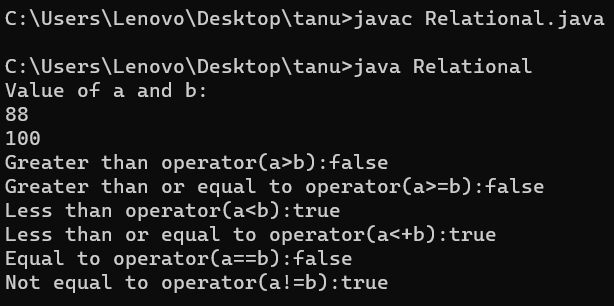 C:\Users\Lenovo\Desktop\tanu>javac Relational.java
C:\Users\Lenovo\Desktop\tanu>java Relational
Value of a and b:
88
100
Greater than operator(a>b):false
Greater than or equal to operator(a>=b):false
Less than operator(a<b):true
Less than or equal to operator(a<+b):true
Equal to operator(a==b):false
Not equal to operator(a!=b):true